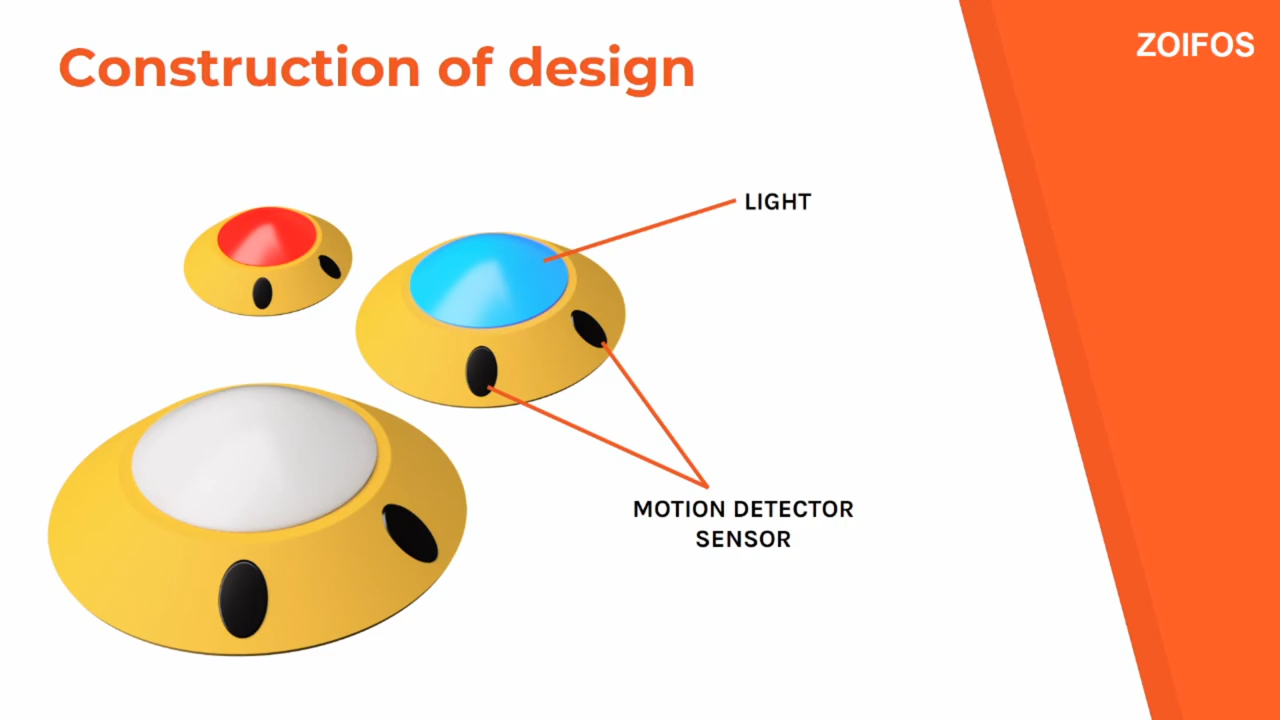 Construction of design
ZOIFOS
LIGHT
MOTION DETECTOR
SENSOR